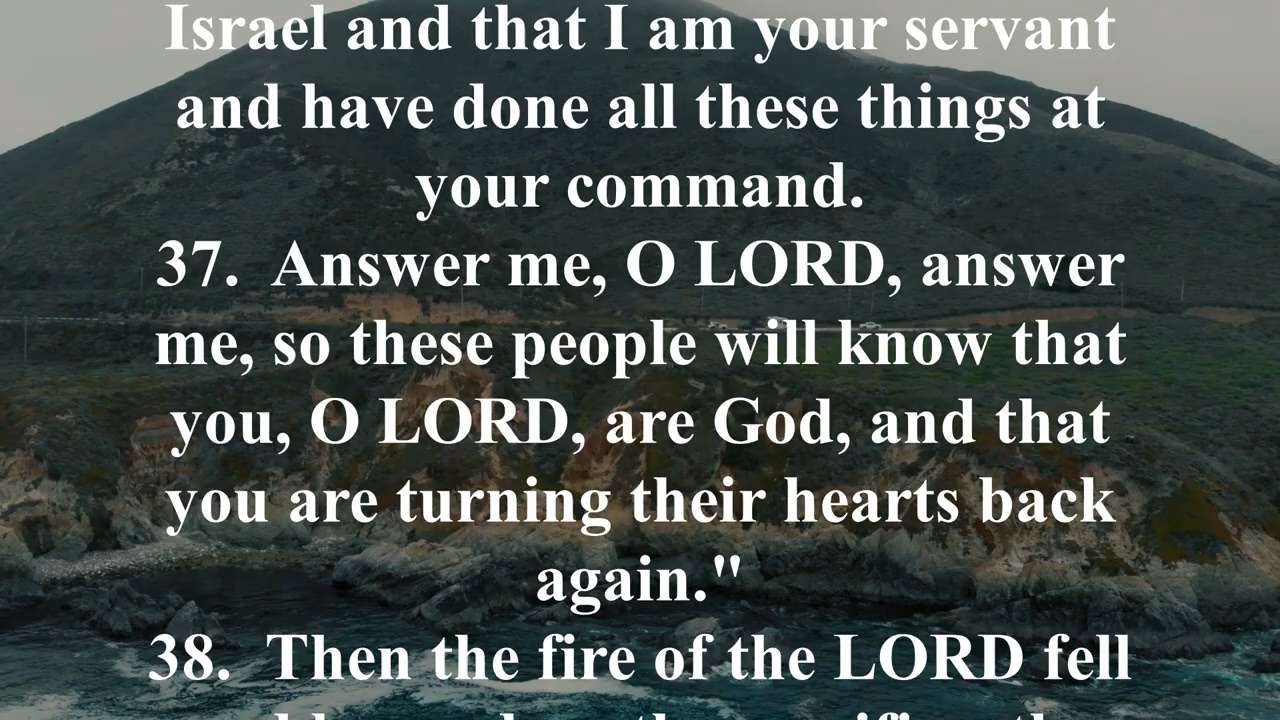 Israel and that I am your servant
and have done all these things at
your command.
37.  Answer me, O LORD, answer
me, so these people will know that
you, O LORD, are God, and that
you are turning their hearts back
again."
38.  Then the fire of the LORD fell